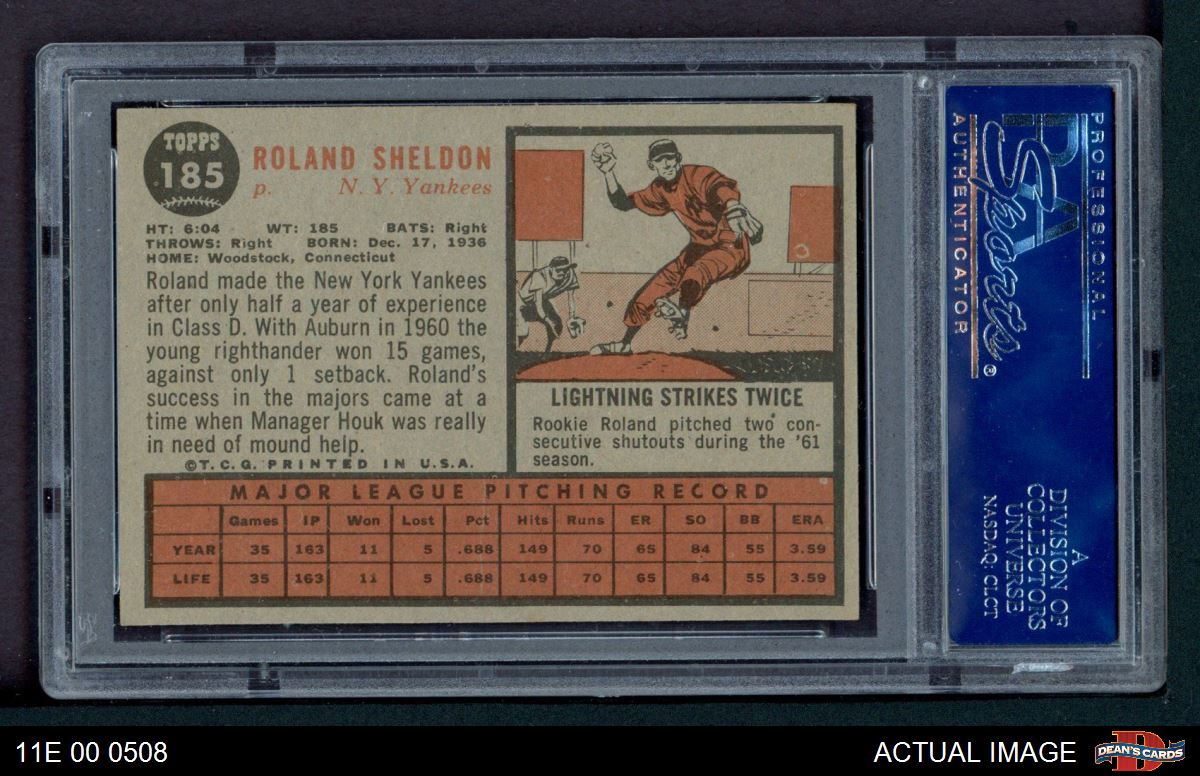 TOPPS
185
ROLAND SHELDON
p. N. Y. Yankees
HT: 6:04 WT: 185 BATS: Right
THROWS: Right BORN: Dec. 17, 1936
HOME: Woodstock, Connecticut
Roland made the New York Yankees
after only half a year of experience
in Class D. With Auburn in 1960 the
young righthander won 15 games,
against only 1 setback. Roland's
success in the majors came at a
time when Manager Houk was really
in need of mound help.
©T.C.G. PRINTED IN U.S.A.
LIGHTNING STRIKES TWICE
Rookie Roland pitched two con-
secutive shutouts during the '61
season.
MAJOR LEAGUE PITCHING RECORD
Games IP Won Lost Pct Hits Runs ER SO BB ERA
YEAR 35 163 11 5 .688 149 70 65 84 55 3.59
LIFE 35 163 11 5 .688 149 70 65 84 55 3.59
PROFESSIONAL
PSA
Sports
®
AUTHENTICATOR
A
DIVISION OF
COLLECTORS
UNIVERSE
NASDAQ: CLCT
11E 00 0508
ACTUAL IMAGE
D
DEAN'S CARDS